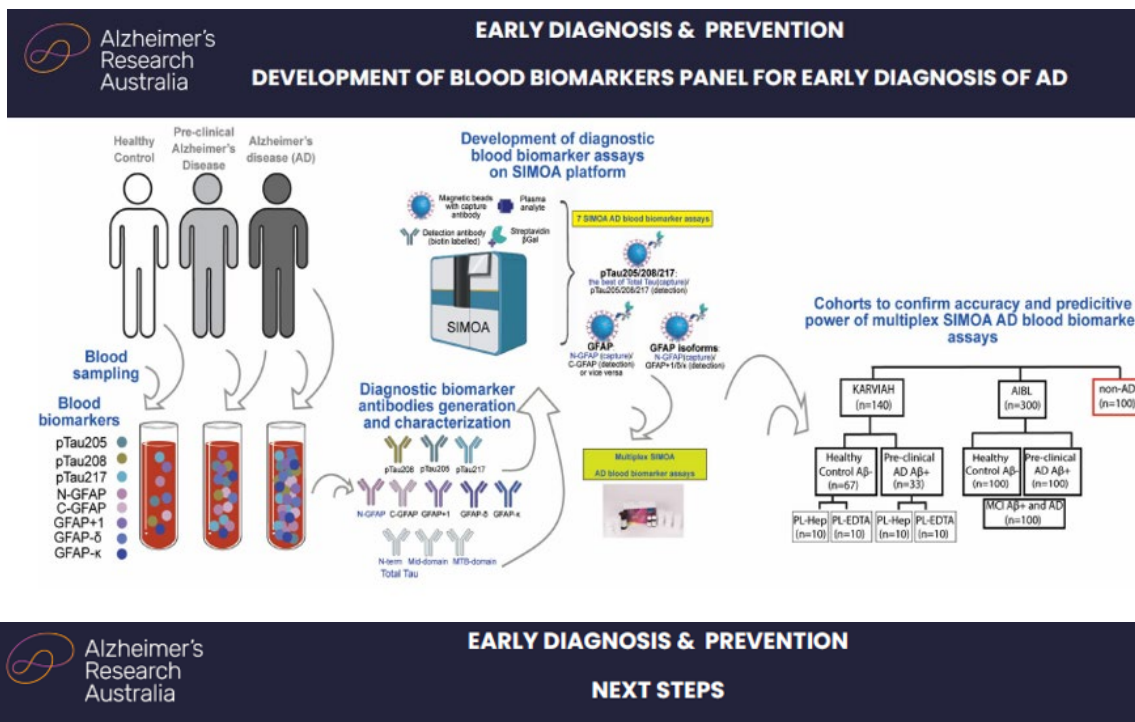 Alzheimer's
Research
Australia
EARLY DIAGNOSIS & PREVENTION
DEVELOPMENT OF BLOOD BIOMARKERS PANEL FOR EARLY DIAGNOSIS OF AD
Healthy
Control
Pre-clinical
Alzheimer's
Disease
Alzheimer's
disease (AD)
Blood
sampling
Blood
biomarkers
pTau205
pTau208
pTau217
N-GFAP
C-GFAP
GFAP+1
GFAP-δ
GFAP-κ
Development of diagnostic
blood biomarker assays
on SIMOA platform
Magnetic beads
with capture
antibody
Plasma
analyte
Detection antibody
(biotin labelled)
Streptavidin
βGal
SIMOA
7 SIMOA AD blood biomarker assays
pTau205/208/217:
the best of Total Tau(capture)/
pTau205/208/217 (detection)
GFAP
N-GFAP (capture)/
C-GFAP (detection)
or vice versa
GFAP isoforms:
N-GFAP(capture)/
GFAP+1/δ/κ (detection)
Diagnostic biomarker
antibodies generation
and characterization
pTau208
pTau205
pTau217
N-GFAP
C-GFAP
GFAP+1
GFAP-δ
GFAP-κ
N-term
Mid-domain
MTB-domain
Total Tau
Multiplex SIMOA
AD blood biomarker assays
Cohorts to confirm accuracy and predicitive
power of multiplex SIMOA AD blood biomarke
assays
KARVIAH
(n=140)
AIBL
(n=300)
non-AD
(n=100)
Healthy
Control Aβ-
(n=67)
Pre-clinical
AD Aβ+
(n=33)
Healthy
Control Aβ-
(n=100)
Pre-clinical
AD Aβ+
(n=100)
MCI Aβ+ and AD
(n=100)
PL-Hep
(n=10)
PL-EDTA
(n=10)
PL-Hep
(n=10)
PL-EDTA
(n=10)
Alzheimer's
Research
Australia
EARLY DIAGNOSIS & PREVENTION
NEXT STEPS